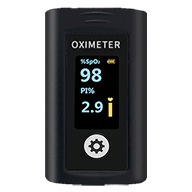 OXIMETER
%SpO₂
98
PI%
2.9